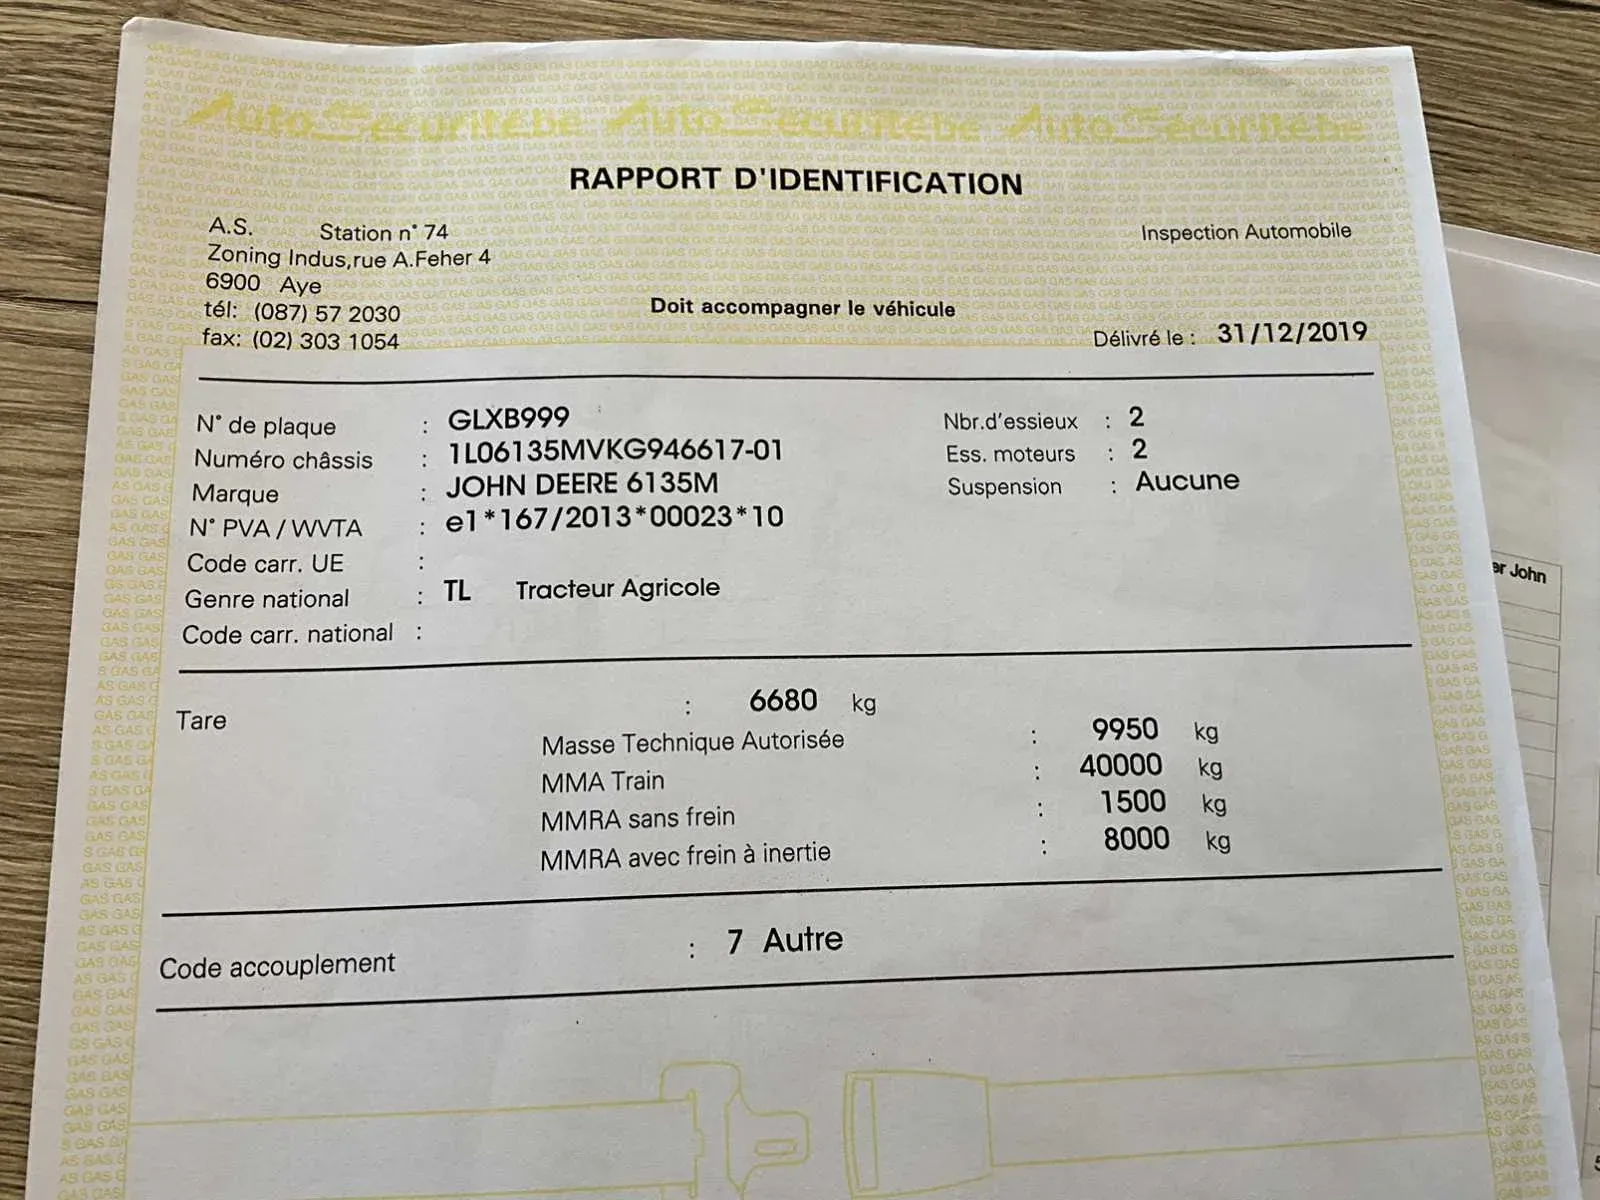 AutoSécurité.be AutoSécurité.be AutoSécurité.be
RAPPORT D'IDENTIFICATION
A.S. Station n° 74
Inspection Automobile
Zoning Indus,rue A.Feher 4
6900 Aye
tél: (087) 57 2030
Doit accompagner le véhicule
fax: (02) 303 1054
Délivré le : 31/12/2019
N° de plaque : GLXB999
Nbr.d'essieux : 2
Numéro châssis : 1L06135MVKG946617-01
Ess. moteurs : 2
Marque : JOHN DEERE 6135M
Suspension : Aucune
N° PVA / WVTA : e1*167/2013*00023*10
Code carr. UE :
Genre national : TL Tracteur Agricole
Code carr. national :
Tare : 6680 kg
Masse Technique Autorisée : 9950 kg
MMA Train : 40000 kg
MMRA sans frein : 1500 kg
MMRA avec frein à inertie : 8000 kg
Code accouplement : 7 Autre
er John